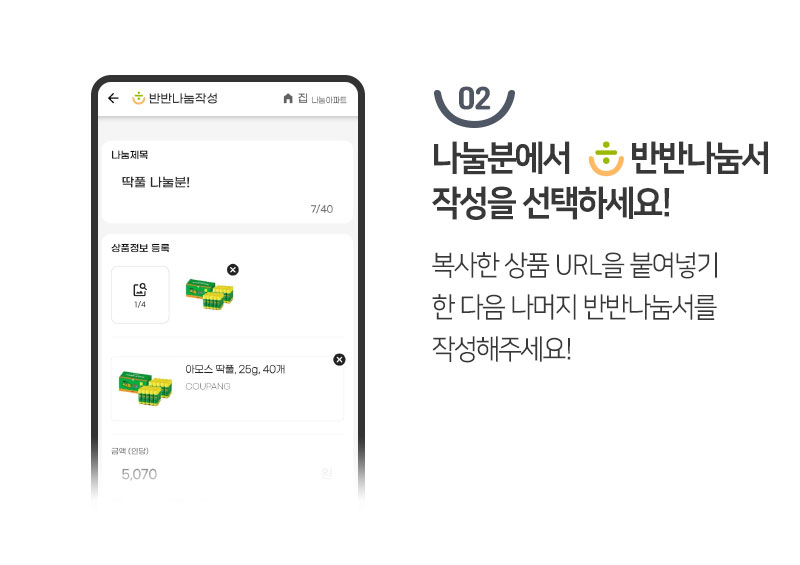 반반나눔작성
집 나눔아파트
나눔제목
딱풀 나눌분!
7/40
상품정보 등록
1/4
아모스 딱풀, 25g, 40개
COUPANG
금액 (인당)
5,070 원
02
나눌분에서 반반나눔서
작성을 선택하세요!
복사한 상품 URL을 붙여넣기
한 다음 나머지 반반나눔서를
작성해주세요!